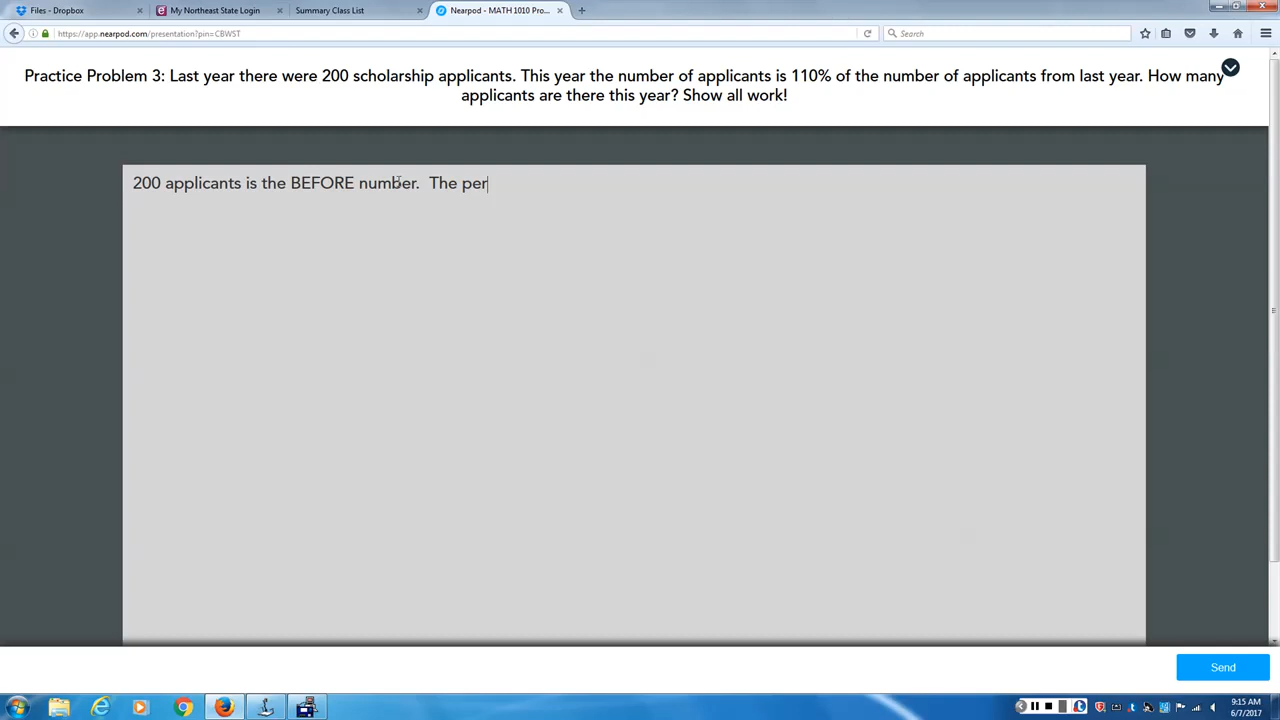 Files - Dropbox
My Northeast State Login
Summary Class List
Nearpod - MATH 1010 Pro...
https://app.nearpod.com/presentation?pin=CBWST
Search
Practice Problem 3: Last year there were 200 scholarship applicants. This year the number of applicants is 110% of the number of applicants from last year. How many
applicants are there this year? Show all work!
200 applicants is the BEFORE number.  The per
Send
9:15 AM
6/7/2017